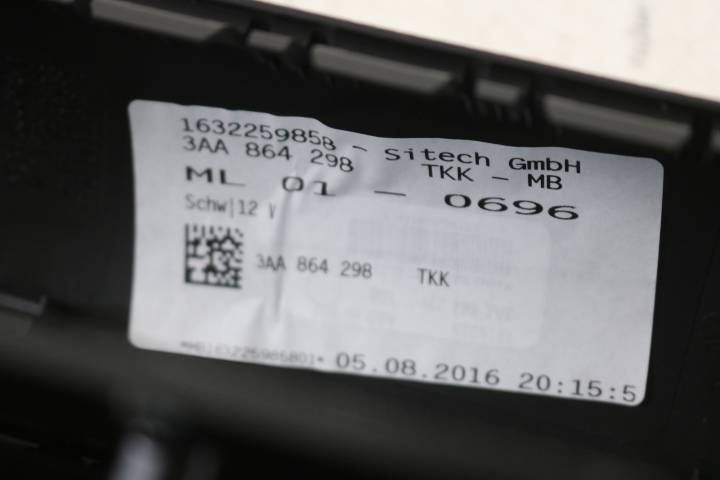 1632259858 - Sitech GmbH
3AA 864 298 TKK - MB
ML 01 - 0696
Schw|12 V
3AA 864 298 TKK
05.08.2016 20:15:5